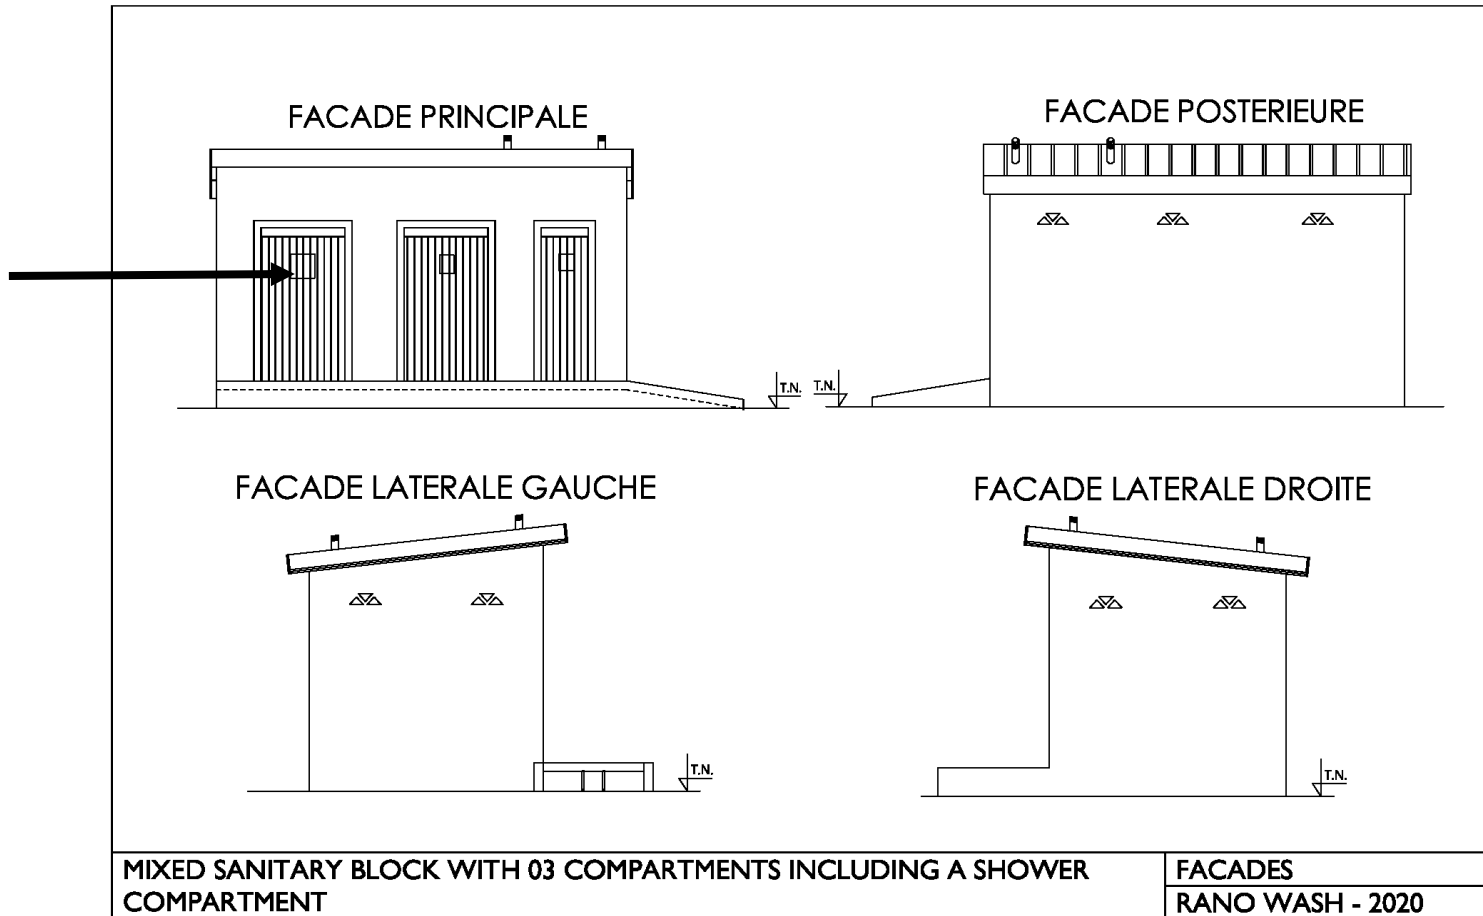 FACADE PRINCIPALE
FACADE POSTERIEURE
T.N.
T.N.
FACADE LATERALE GAUCHE
FACADE LATERALE DROITE
T.N.
T.N.
MIXED SANITARY BLOCK WITH 03 COMPARTMENTS INCLUDING A SHOWER
COMPARTMENT
FACADES
RANO WASH - 2020